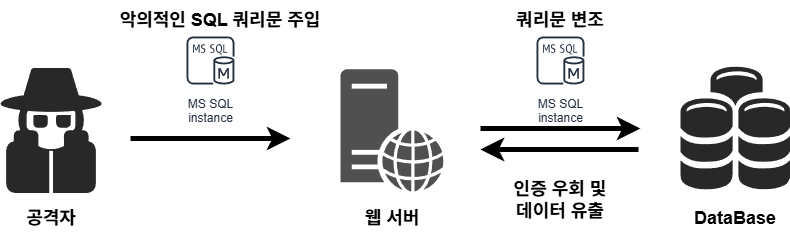 악의적인 SQL 쿼리문 주입
MS SQL
M
MS SQL
instance
쿼리문 변조
MS SQL
M
MS SQL
instance
인증 우회 및
데이터 유출
공격자
웹 서버
DataBase